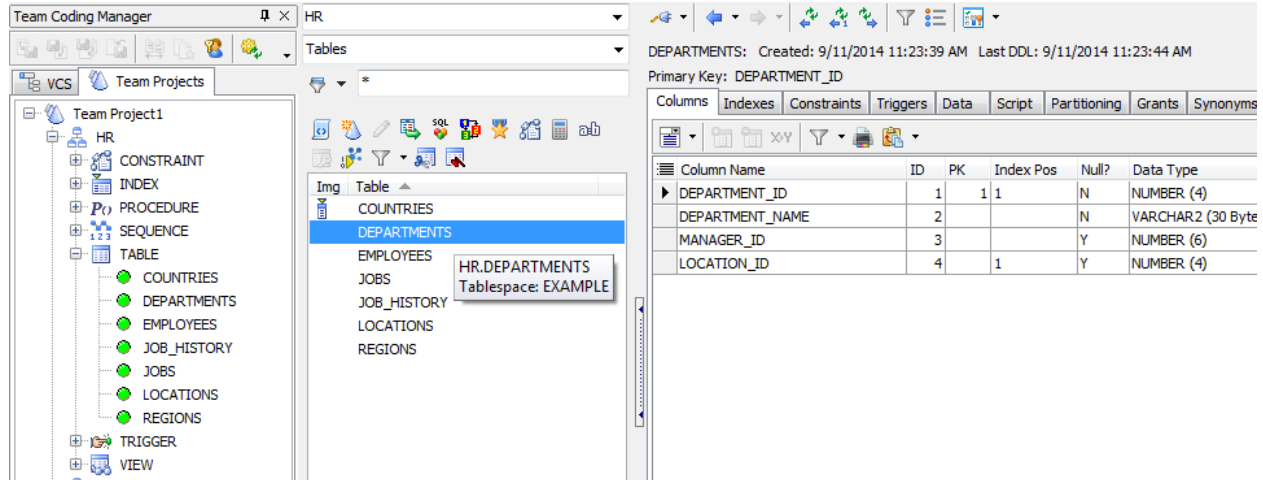 Team Coding Manager
VCS Team Projects
Team Project1
HR
CONSTRAINT
INDEX
PROCEDURE
SEQUENCE
TABLE
COUNTRIES
DEPARTMENTS
EMPLOYEES
JOB_HISTORY
JOBS
LOCATIONS
REGIONS
TRIGGER
VIEW
HR
Tables
*
SQL
Img Table
COUNTRIES
DEPARTMENTS
EMPLOYEES
JOBS
JOB_HISTORY
LOCATIONS
REGIONS
HR.DEPARTMENTS
Tablespace: EXAMPLE
DEPARTMENTS: Created: 9/11/2014 11:23:39 AM Last DDL: 9/11/2014 11:23:44 AM
Primary Key: DEPARTMENT_ID
Columns Indexes Constraints Triggers Data Script Partitioning Grants Synonyms
Column Name ID PK Index Pos Null? Data Type
DEPARTMENT_ID 1 1 1 N NUMBER (4)
DEPARTMENT_NAME 2 N VARCHAR2 (30 Byte
MANAGER_ID 3 Y NUMBER (6)
LOCATION_ID 4 1 Y NUMBER (4)